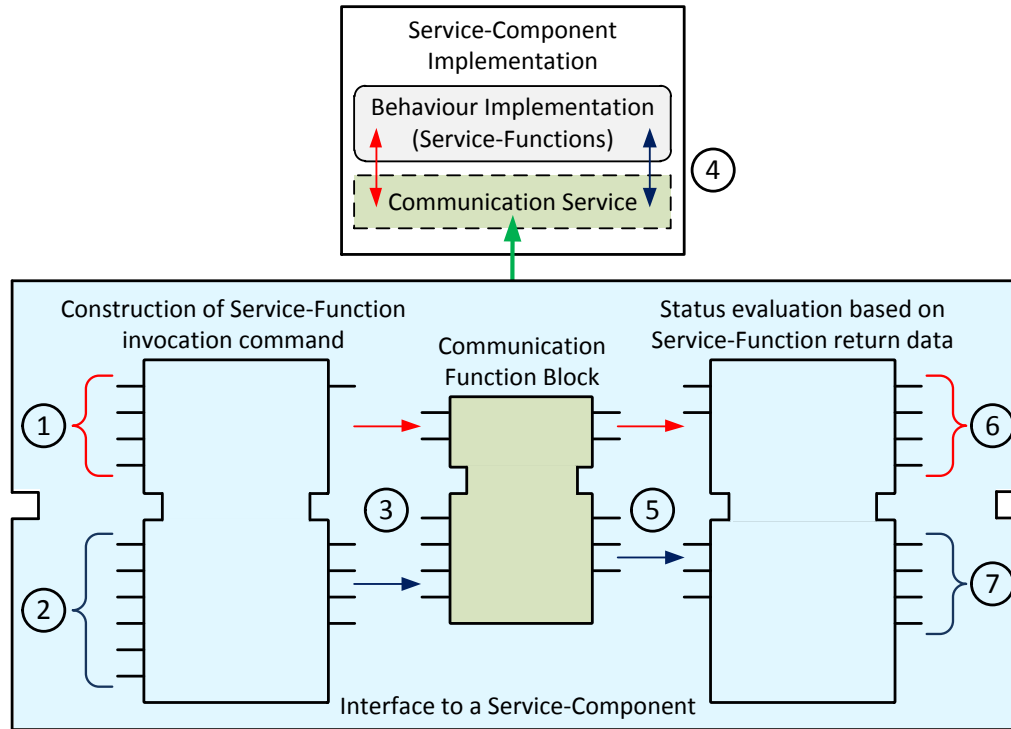 Service-Component
Implementation
Behaviour Implementation
(Service-Functions)
4
Communication Service
Construction of Service-Function
invocation command
Communication
Function Block
Status evaluation based on
Service-Function return data
1
6
3
5
2
7
Interface to a Service-Component